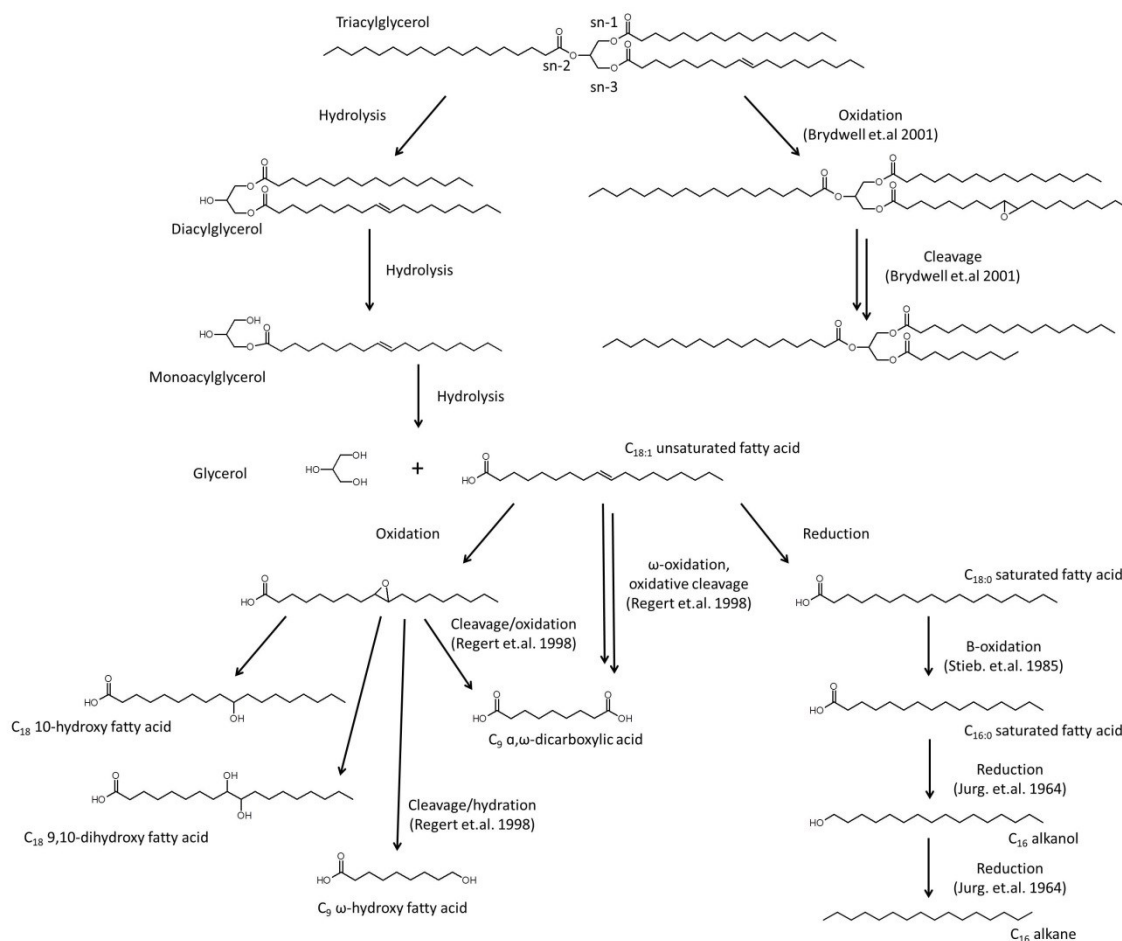 Triacylglycerol
sn-1
sn-2
sn-3
Hydrolysis
Oxidation
(Brydwell et.al 2001)
Diacylglycerol
Hydrolysis
Cleavage
(Brydwell et.al 2001)
Monoacylglycerol
Hydrolysis
Glycerol
+
C18:1 unsaturated fatty acid
Oxidation
ω-oxidation,
oxidative cleavage
(Regert et.al. 1998)
Reduction
C18:0 saturated fatty acid
Cleavage/oxidation
(Regert et.al. 1998)
B-oxidation
(Stieb. et.al 1985)
C18 10-hydroxy fatty acid
C9 α,ω-dicarboxylic acid
C16:0 saturated fatty acid
Reduction
(Jurg. et.al 1964)
C18 9,10-dihydroxy fatty acid
Cleavage/hydration
(Regert et.al. 1998)
C16 alkanol
Reduction
(Jurg. et.al 1964)
C9 ω-hydroxy fatty acid
C16 alkane